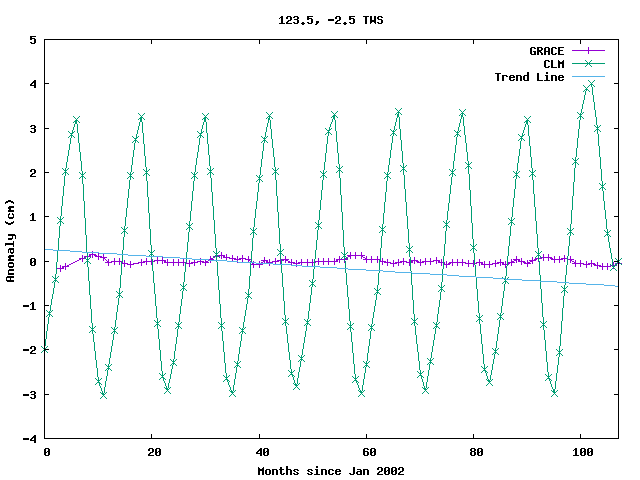 123.5, -2.5 TWS
GRACE
CLM
Trend Line
5
4
3
2
1
0
-1
-2
-3
-4
Anomaly (cm)
0 20 40 60 80 100
Months since Jan 2002